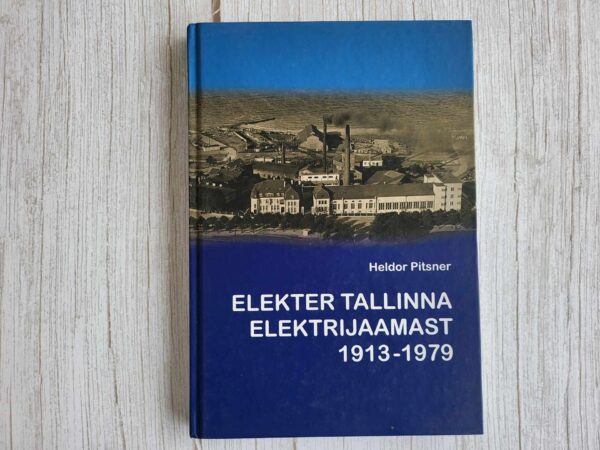 Heldor Pitsner
ELEKTER TALLINNA
ELEKTRIJAAMAST
1913-1979